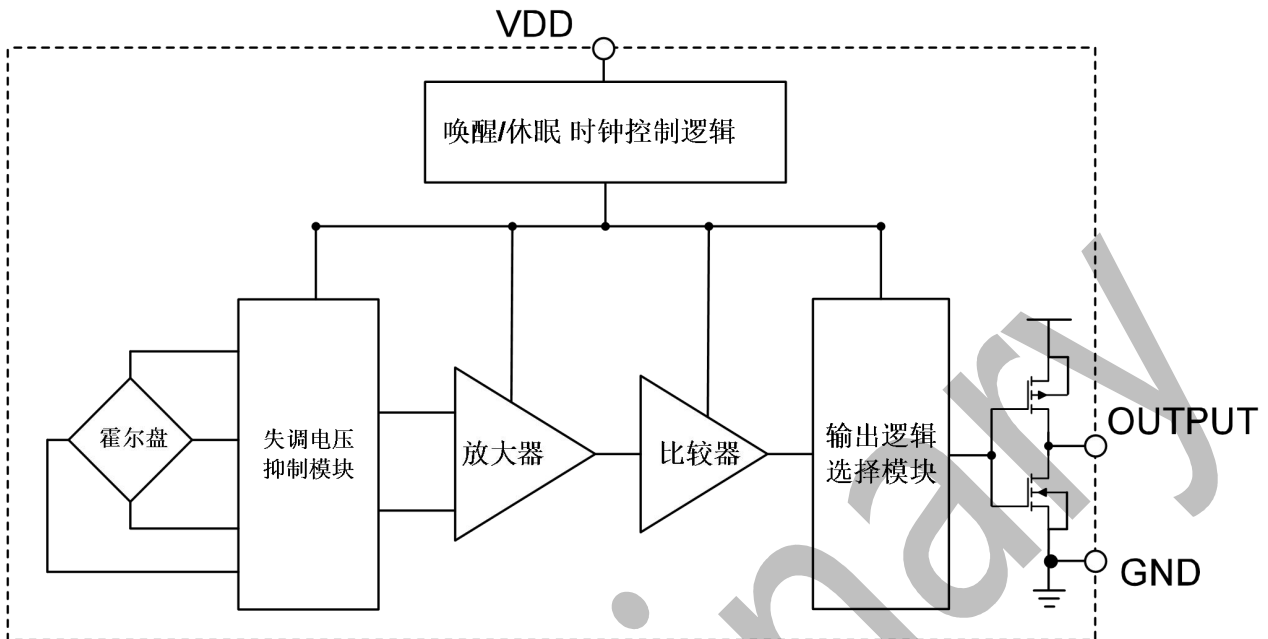 VDD
唤醒/休眠 时钟控制逻辑
霍尔盘
失调电压
抑制模块
放大器
比较器
输出逻辑
选择模块
OUTPUT
GND
inary